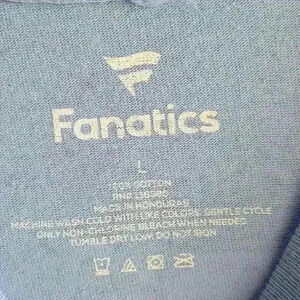 Fanatics
L
100% COTTON
MADE IN HONDURAS
MACHINE WASH COLD WITH LIKE COLORS, GENTLE CYCLE
ONLY NON-CHLORINE BLEACH WHEN NEEDED
TUMBLE DRY LOW. DO NOT IRON